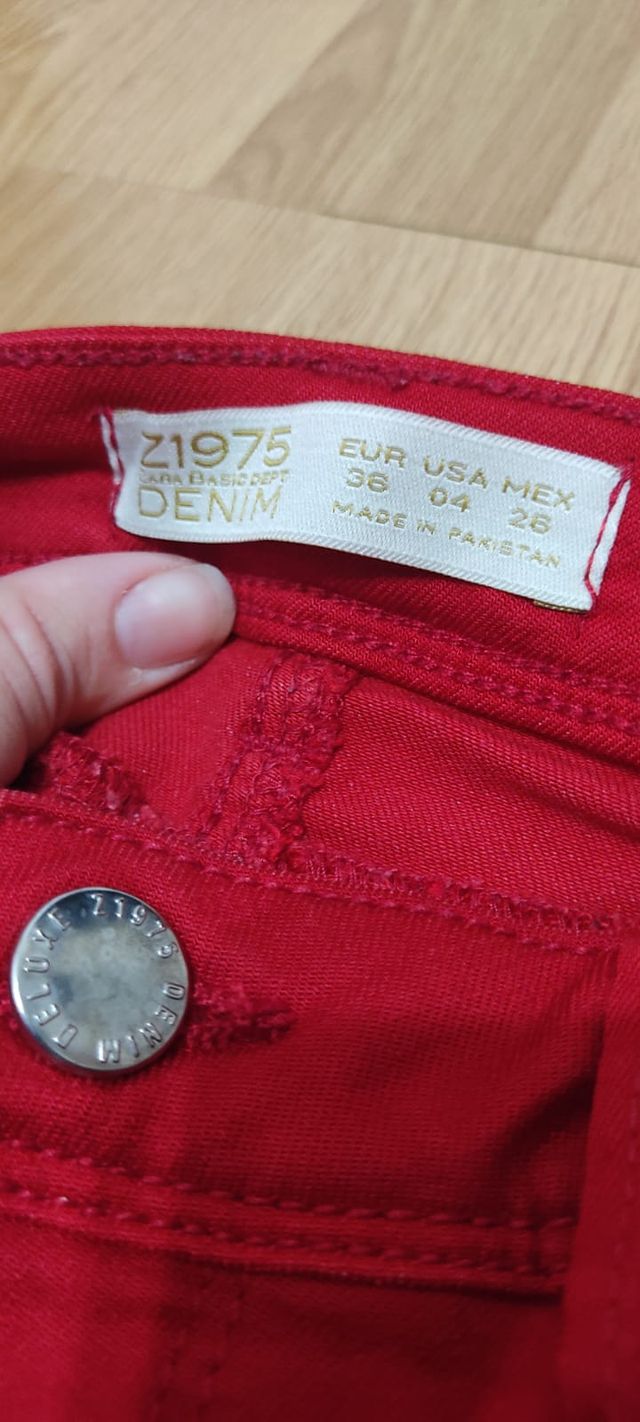 Z1975
ZARA BASIC DEPT
DENIM
EUR USA MEX
36 04 26
MADE IN PAKISTAN
Z1975 DENIM DELUXE